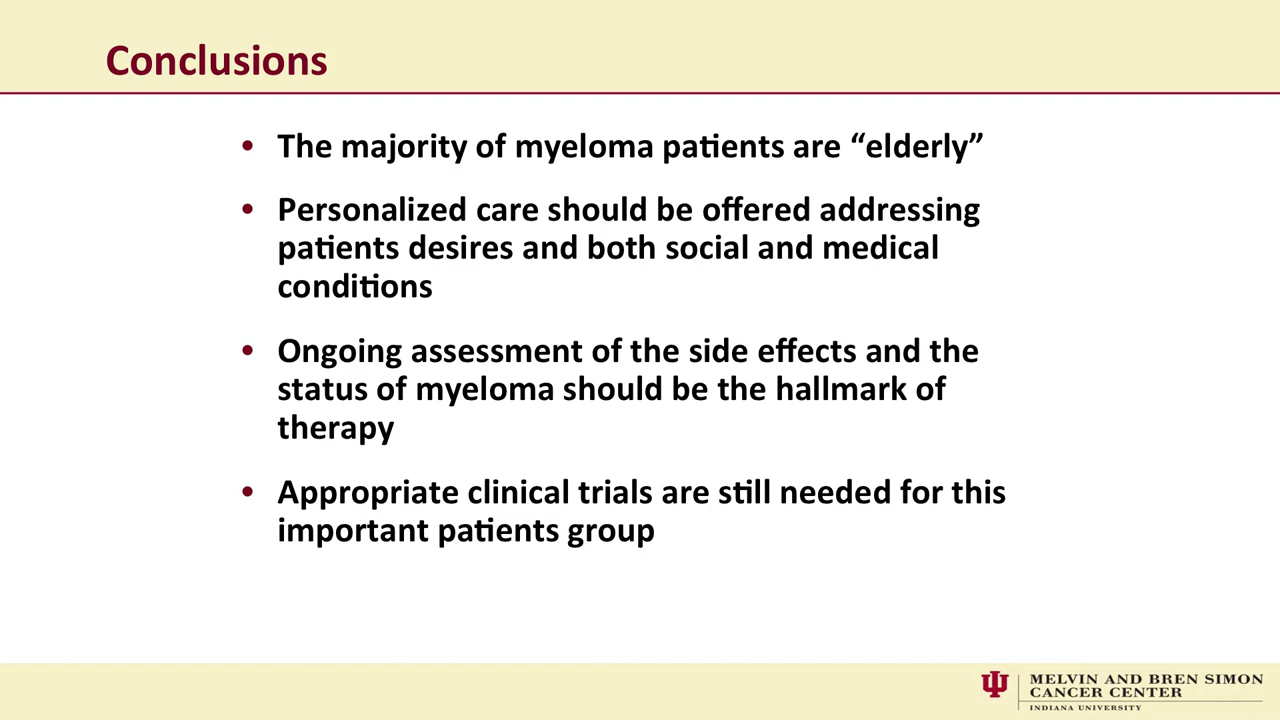 Conclusions
• The majority of myeloma patients are “elderly”
• Personalized care should be offered addressing
patients desires and both social and medical
conditions
• Ongoing assessment of the side effects and the
status of myeloma should be the hallmark of
therapy
• Appropriate clinical trials are still needed for this
important patients group
MELVIN AND BREN SIMON
CANCER CENTER
INDIANA UNIVERSITY